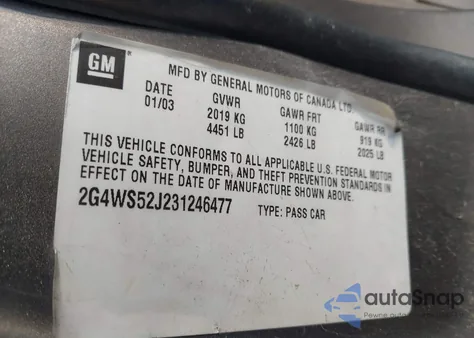 GM
MFD BY GENERAL MOTORS OF CANADA LTD.
DATE GVWR GAWR FRT GAWR RR
01/03 2019 KG 1100 KG 919 KG
4451 LB 2426 LB 2025 LB
THIS VEHICLE CONFORMS TO ALL APPLICABLE U.S. FEDERAL MOTOR
VEHICLE SAFETY, BUMPER, AND THEFT PREVENTION STANDARDS IN
EFFECT ON THE DATE OF MANUFACTURE SHOWN ABOVE.
2G4WS52J231246477 TYPE: PASS CAR
autoSnap
Pewne auto